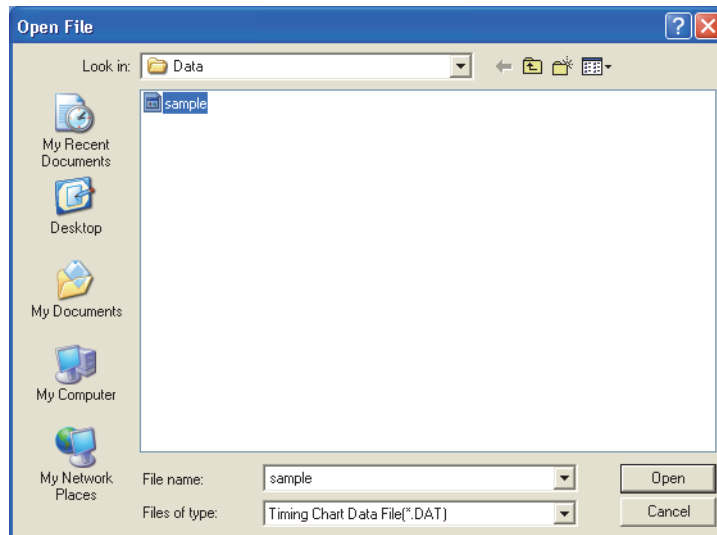 Open File
Look in:
Data
sample
My Recent
Documents
Desktop
My Documents
My Computer
My Network
Places
File name:
sample
Open
Files of type:
Timing Chart Data File(*.DAT)
Cancel